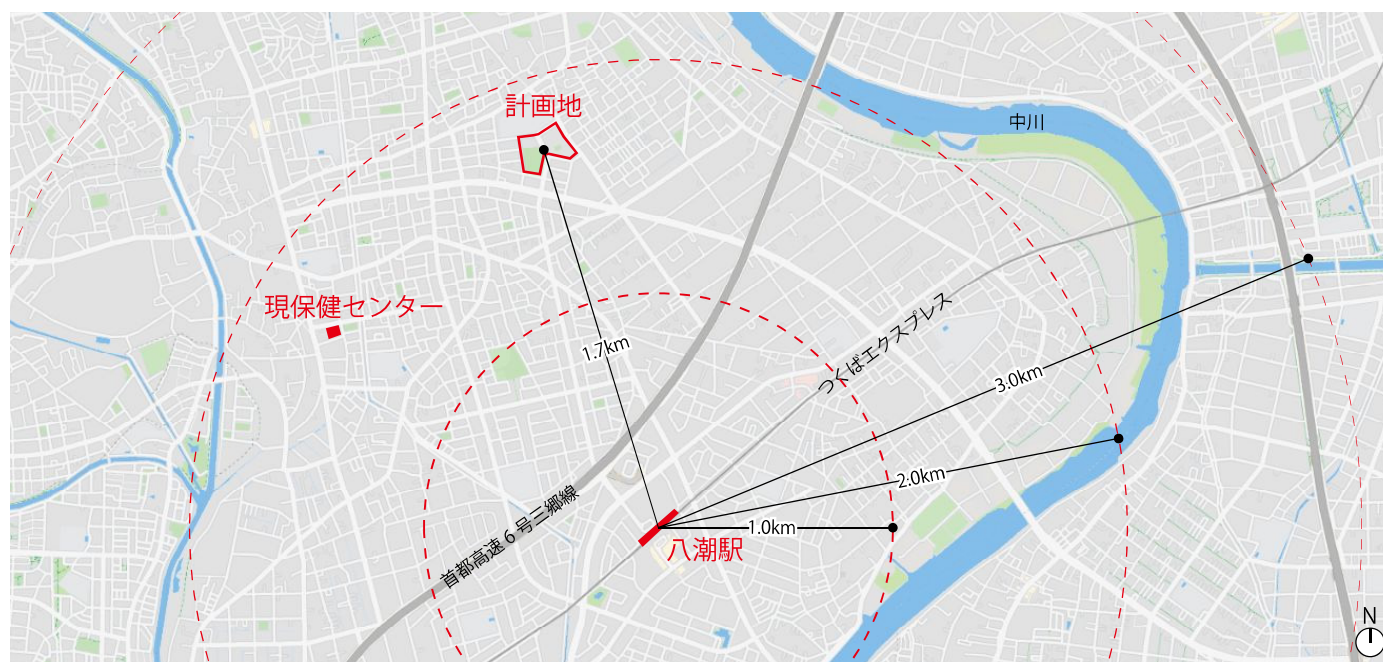 計画地
中川
現保健センター
1.7km
つくばエクスプレス
3.0km
2.0km
首都高速6号三郷線
1.0km
八潮駅
N